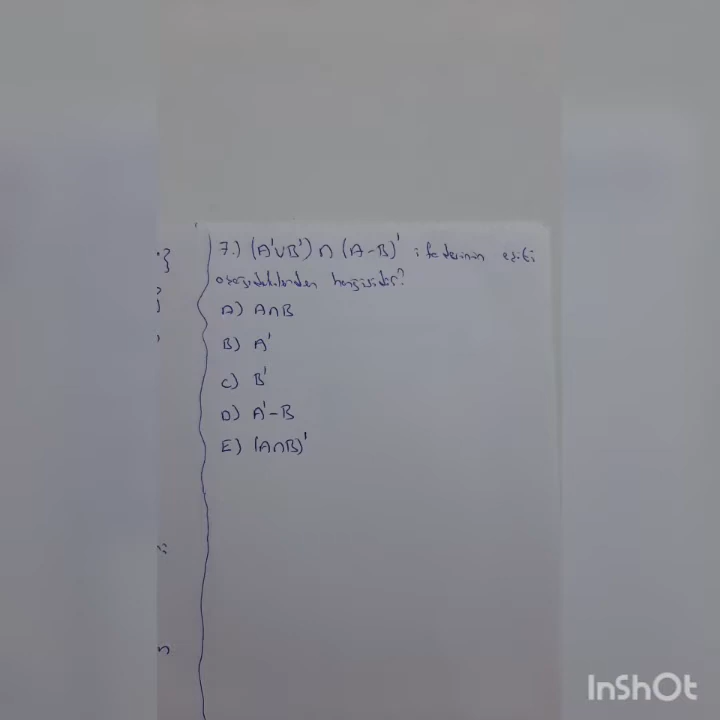 7.) (A'∪B') ∩ (A-B)' ifadesinin eşiti
aşağıdakilerden hangisidir?
A) A∩B
B) A'
C) B'
D) A'-B
E) (A∩B)'
InShOt